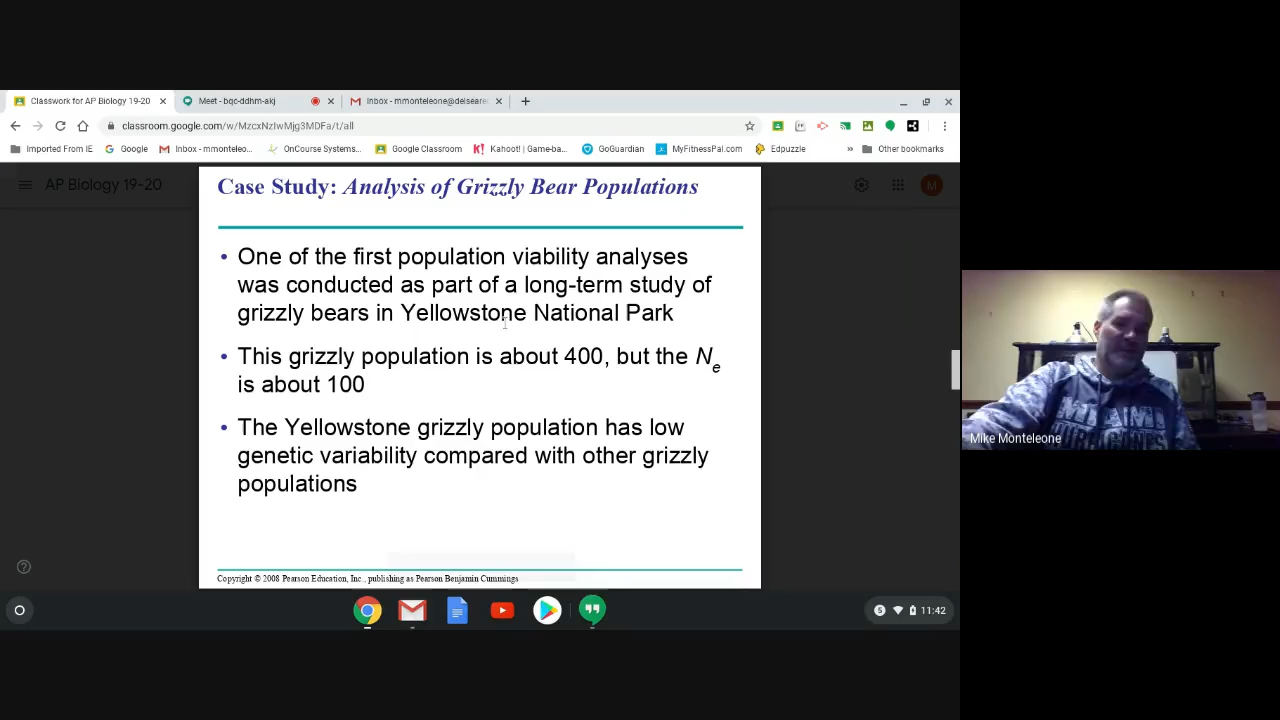 Classwork for AP Biology 19-20
Meet - bqc-ddhm-akj
Inbox - mmonteleone@delseare
classroom.google.com/w/MzcxNzIwMjg3MDFa/t/all
Imported From IE
Google
Inbox - mmonteleo...
OnCourse Systems...
Google Classroom
Kahoot! | Game-ba...
GoGuardian
MyFitnessPal.com
Edpuzzle
» Other bookmarks
AP Biology 19-20
M
Case Study: Analysis of Grizzly Bear Populations
• One of the first population viability analyses
was conducted as part of a long-term study of
grizzly bears in Yellowstone National Park
• This grizzly population is about 400, but the Ne
is about 100
• The Yellowstone grizzly population has low
genetic variability compared with other grizzly
populations
Copyright © 2008 Pearson Education, Inc., publishing as Pearson Benjamin Cummings
MIAMI
Mike Monteleone
11:42